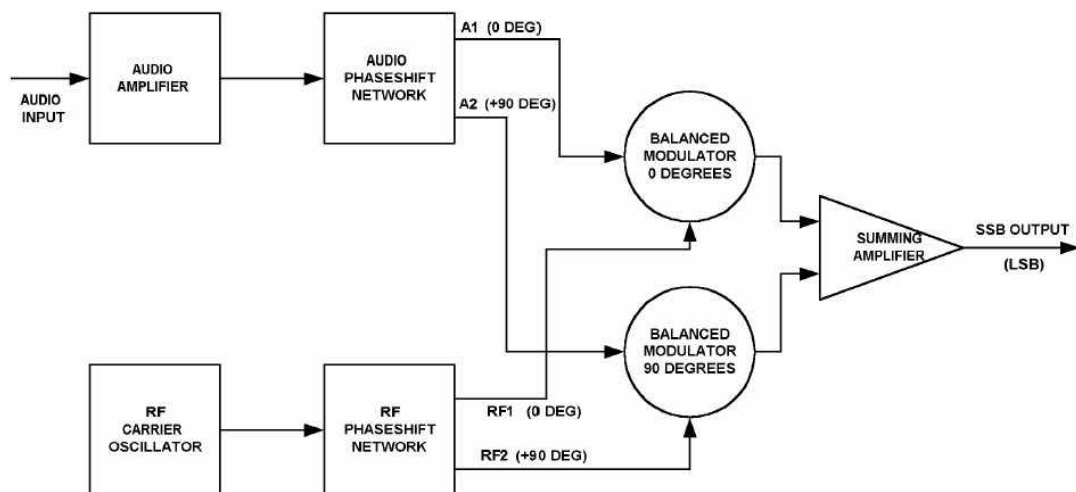 A1 (0 DEG)
AUDIO
AMPLIFIER
AUDIO
PHASESHIFT
NETWORK
AUDIO
INPUT
A2 (+90 DEG)
BALANCED
MODULATOR
0 DEGREES
SUMMING
AMPLIFIER
SSB OUTPUT
(LSB)
BALANCED
MODULATOR
90 DEGREES
RF
CARRIER
OSCILLATOR
RF
PHASESHIFT
NETWORK
RF1 (0 DEG)
RF2 (+90 DEG)